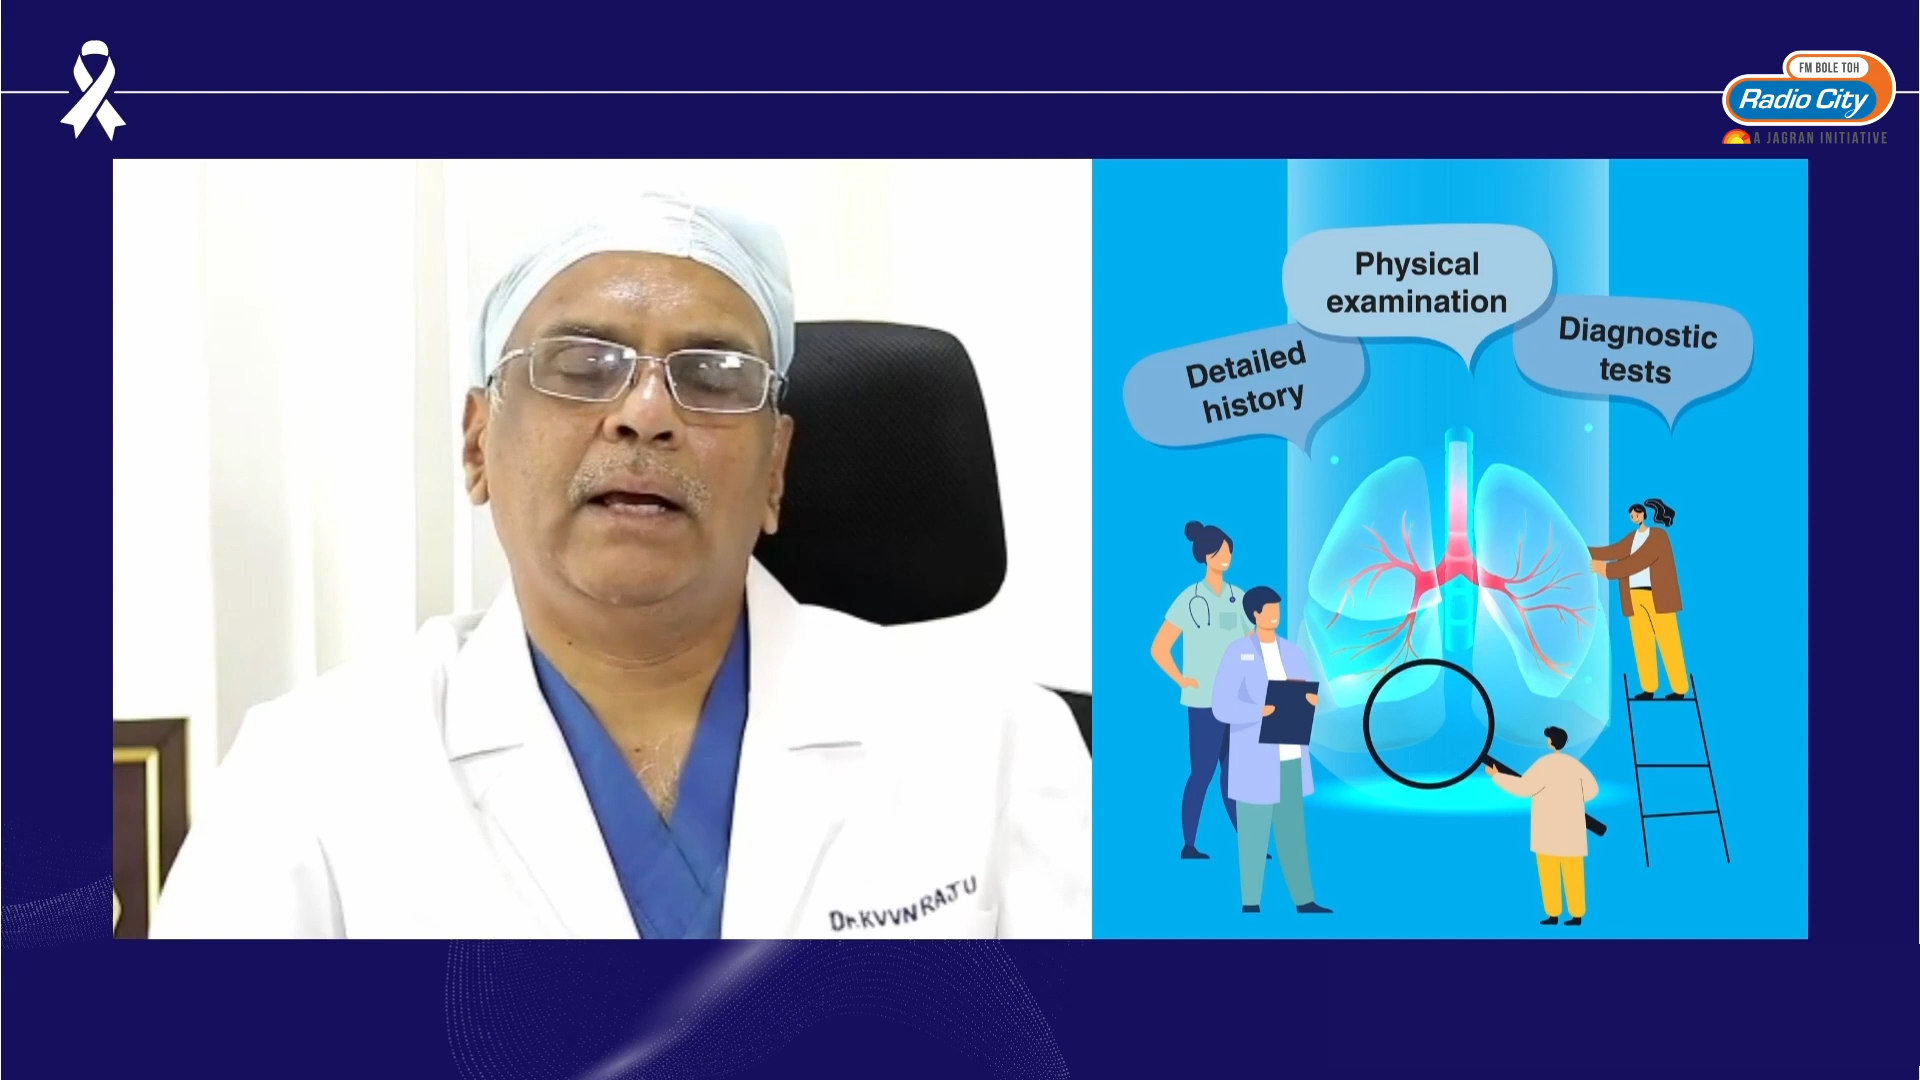 FM BOLE TOH
Radio City
A JAGRAN INITIATIVE
Physical
examination
Detailed
history
Diagnostic
tests
Dr.KVVN RAJU